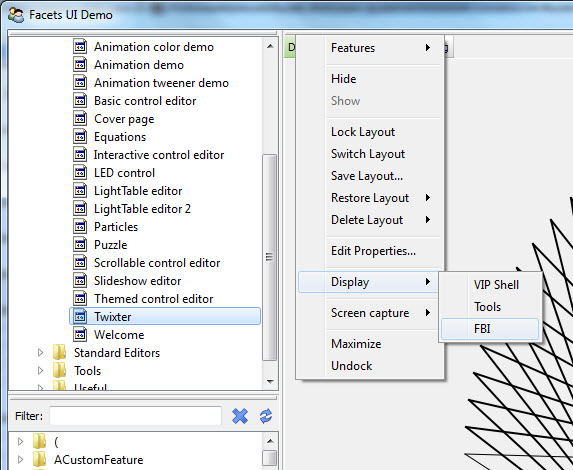 Facets UI Demo
Animation color demo
Animation demo
Animation tweener demo
Basic control editor
Cover page
Equations
Interactive control editor
LED control
LightTable editor
LightTable editor 2
Particles
Puzzle
Scrollable control editor
Slideshow editor
Themed control editor
Twixter
Welcome
Standard Editors
Tools
Filter:
(
ACustomFeature
D
Features
Hide
Show
Lock Layout
Switch Layout
Save Layout...
Restore Layout
Delete Layout
Edit Properties...
Display
Screen capture
Maximize
Undock
VIP Shell
Tools
FBI